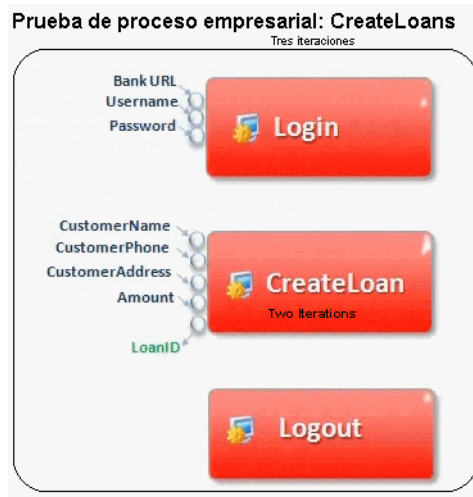 Prueba de proceso empresarial: CreateLoans
Tres iteraciones
Bank URL
Username
Password
Login
CustomerName
CustomerPhone
CustomerAddress
Amount
CreateLoan
Two Iterations
LoanID
Logout